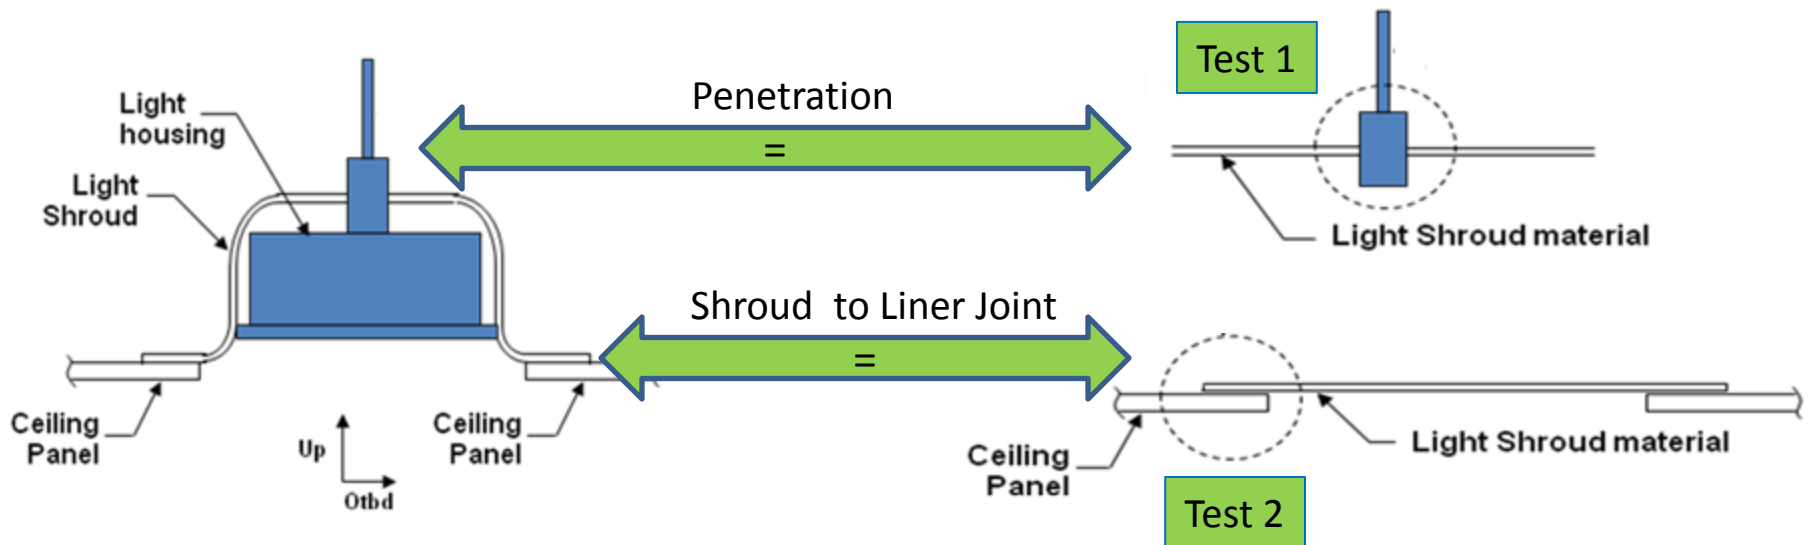 Test 1
Penetration
=
Light
housing
Light
Shroud
Light Shroud material
Shroud  to Liner Joint
=
Ceiling
Panel
Ceiling
Panel
Up
Otbd
Ceiling
Panel
Light Shroud material
Test 2